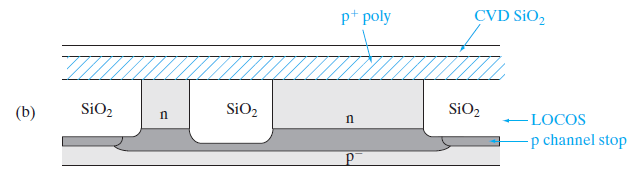 p+ poly
CVD SiO₂
(b)
SiO₂
n
SiO₂
n
SiO₂
LOCOS
p channel stop
p⁻